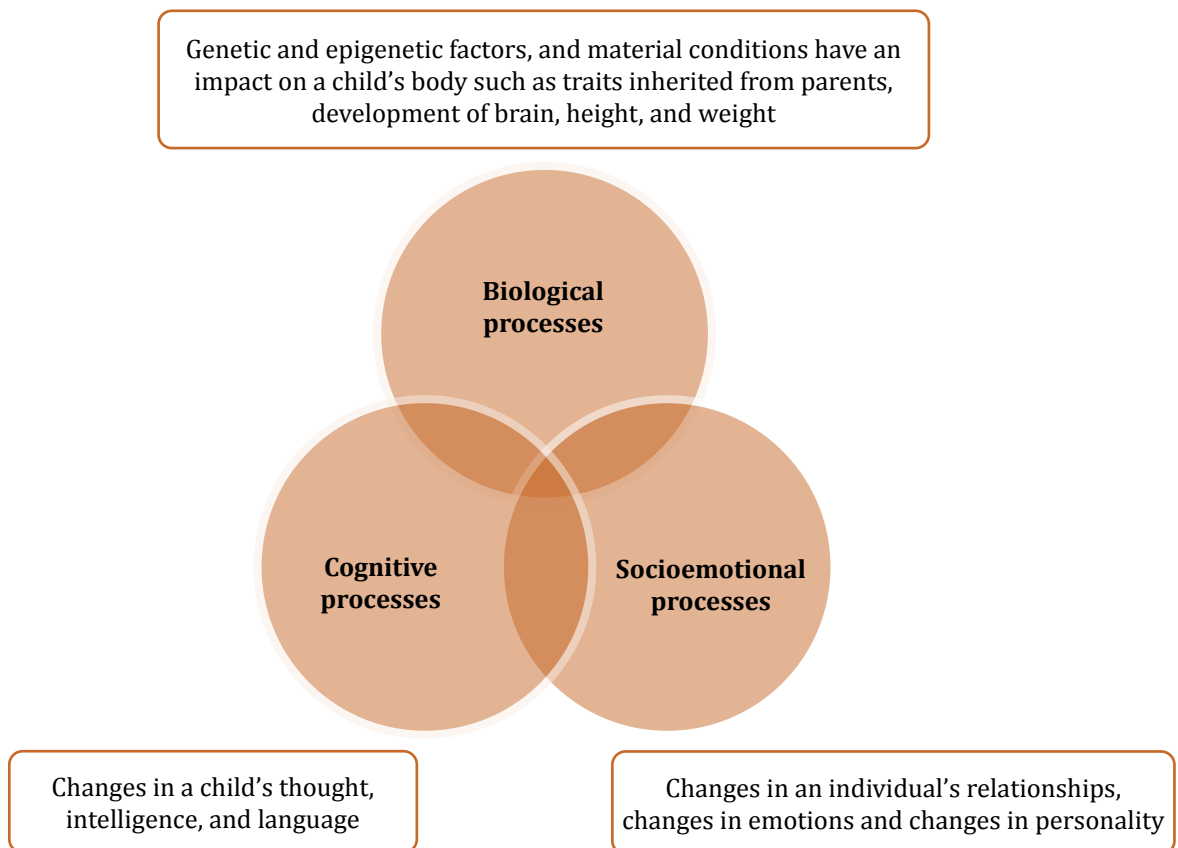 Genetic and epigenetic factors, and material conditions have an
impact on a child’s body such as traits inherited from parents,
development of brain, height, and weight
Biological
processes
Cognitive
processes
Socioemotional
processes
Changes in a child’s thought,
intelligence, and language
Changes in an individual’s relationships,
changes in emotions and changes in personality